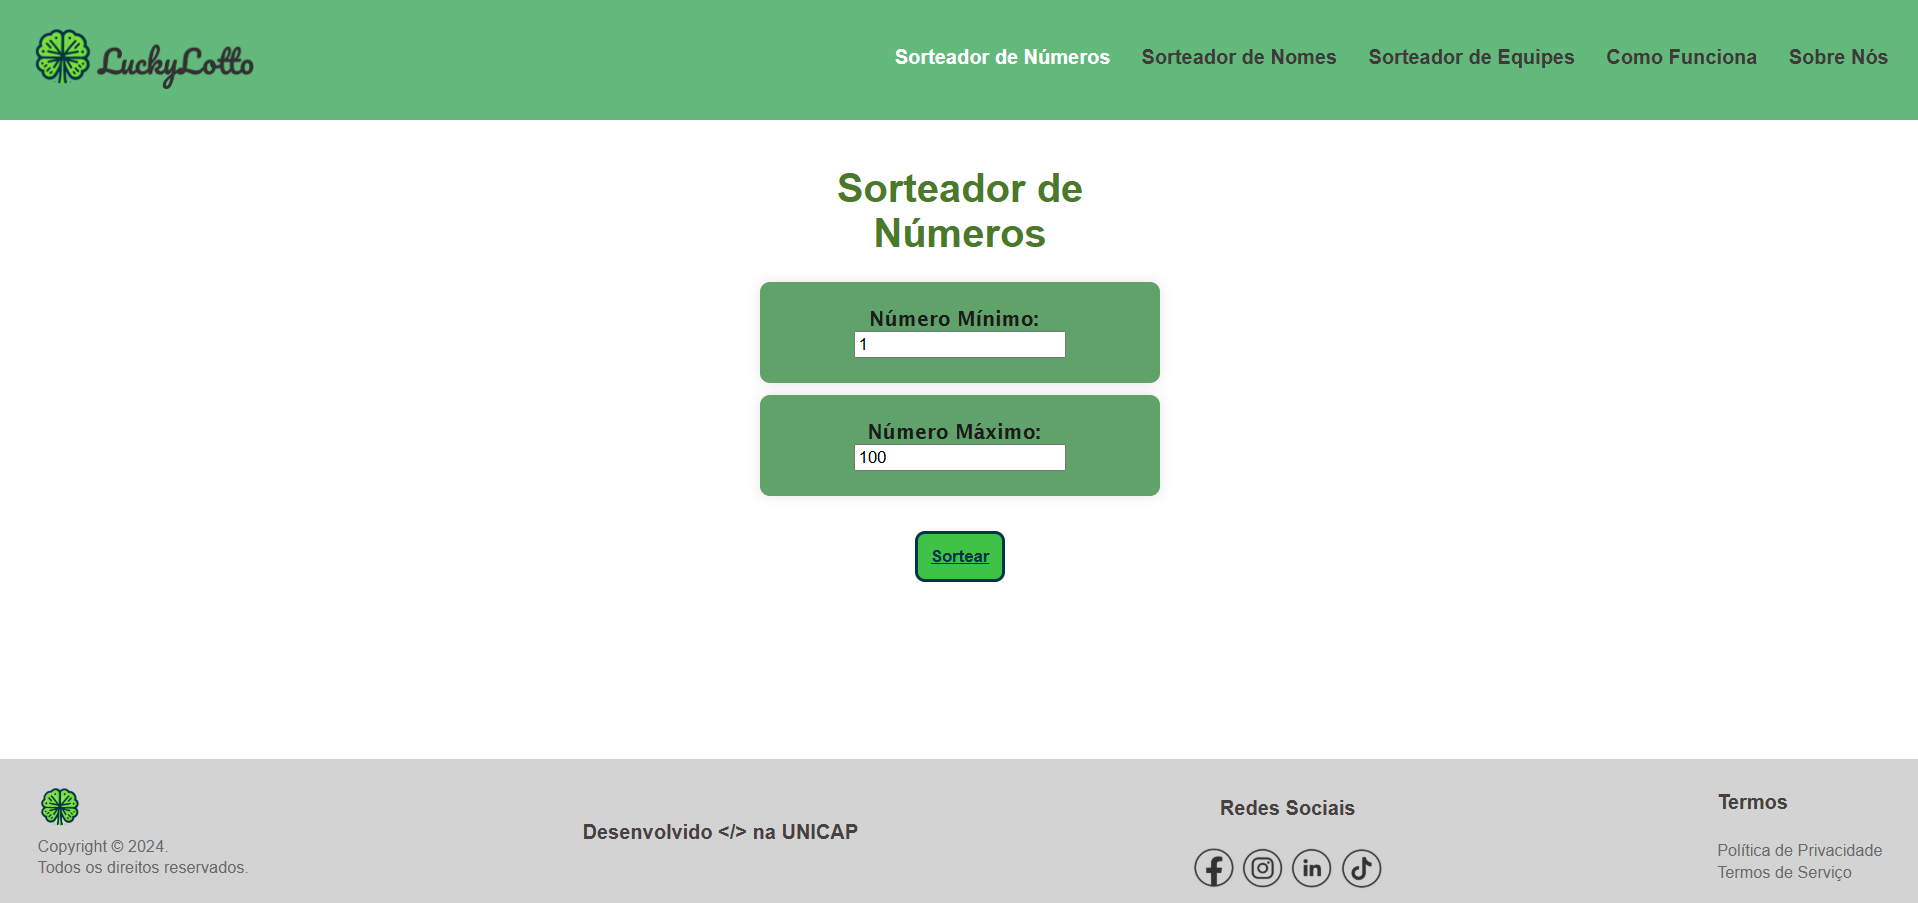 LuckyLotto
Sorteador de Números
Sorteador de Nomes
Sorteador de Equipes
Como Funciona
Sobre Nós
Sorteador de
Números
Número Mínimo:
1
Número Máximo:
100
Sortear
Copyright © 2024.
Todos os direitos reservados.
Desenvolvido </> na UNICAP
Redes Sociais
Termos
Política de Privacidade
Termos de Serviço